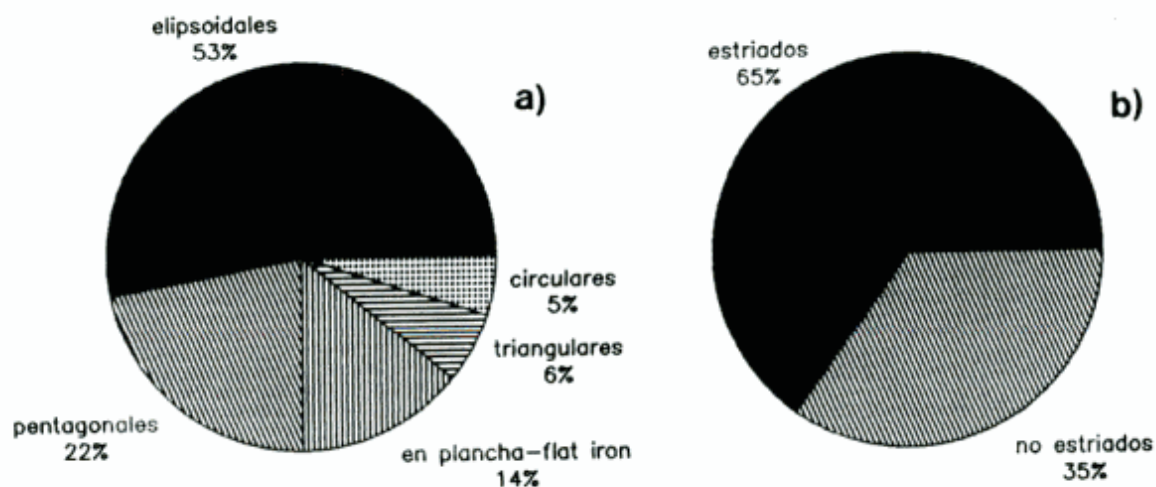 elipsoidales
53%
a)
circulares
5%
triangulares
6%
en plancha-flat iron
14%
pentagonales
22%
estriados
65%
b)
no estriados
35%